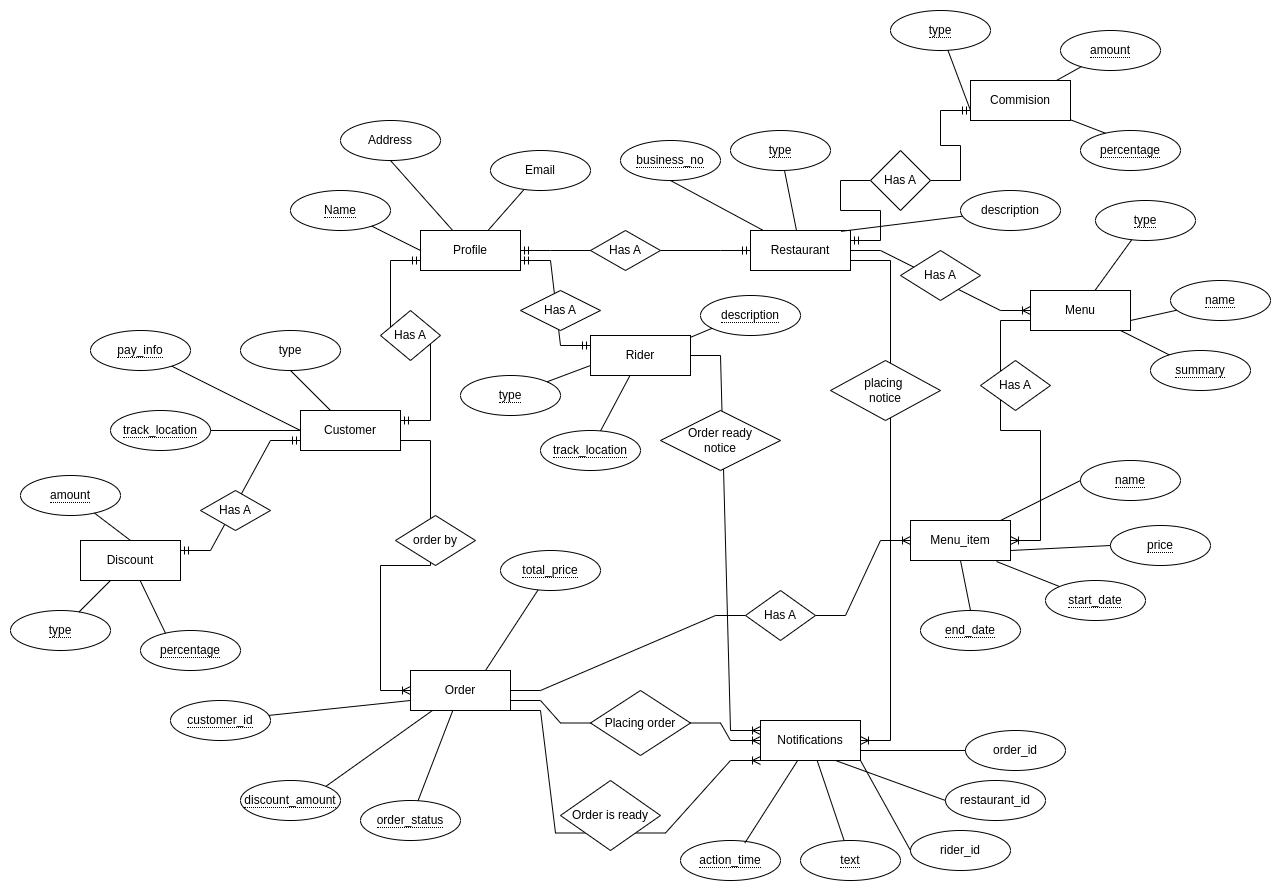 type
amount
Commision
Address
percentage
business_no
type
Email
Has A
Name
description
type
Profile
Has A
Restaurant
Has A
name
Has A
Menu
description
Has A
pay_info
type
Rider
summary
Has A
type
placing
notice
track_location
Customer
Order ready
notice
track_location
name
amount
Has A
order by
Menu_item
price
Discount
total_price
start_date
Has A
type
end_date
percentage
Order
customer_id
Placing order
Notifications
order_id
discount_amount
restaurant_id
order_status
Order is ready
rider_id
action_time
text